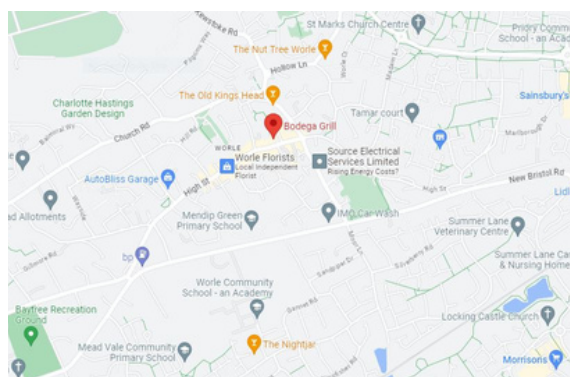 St Marks Church Centre
Priory Comm
School - an Acad
The Nut Tree Worle
Hollow Ln
Worle Ct
Sainsbury's
Charlotte Hastings
Garden Design
The Old Kings Head
Church Rd
Bodega Grill
Tamar court
WORLE
Worle Florists
Local Independent
Florist
Source Electrical
Services Limited
Rising Energy Costs?
AutoBliss Garage
High St
High St
New Bristol Rd
Lidl
ad Allotments
Mendip Green
Primary School
IMO Car Wash
Summer Lane
Veterinary Centre
bp
Summer Lane Ca
& Nursing Home
Worle Community
School - an Academy
Bayfree Recreation
Ground
Locking Castle Church
Mead Vale Community
Primary School
The Nightjar
Morrisons